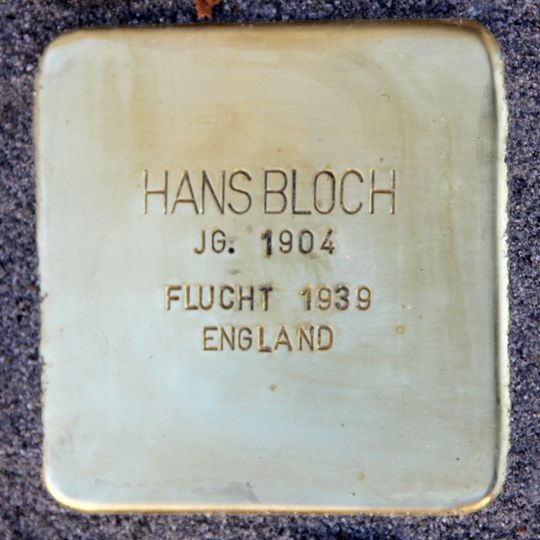 HANS BLOCH
JG. 1904
FLUCHT 1939
ENGLAND